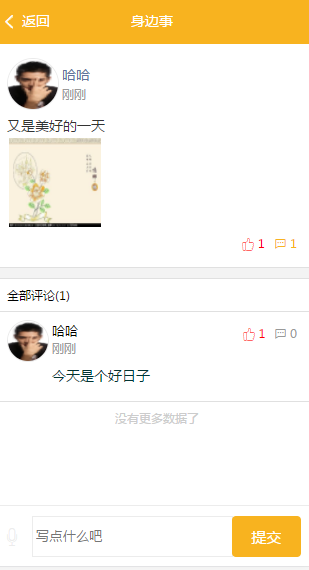 返回 身边事
哈哈
刚刚
又是美好的一天
1 1
全部评论(1)
哈哈 1 0
刚刚
今天是个好日子
没有更多数据了
写点什么吧 提交